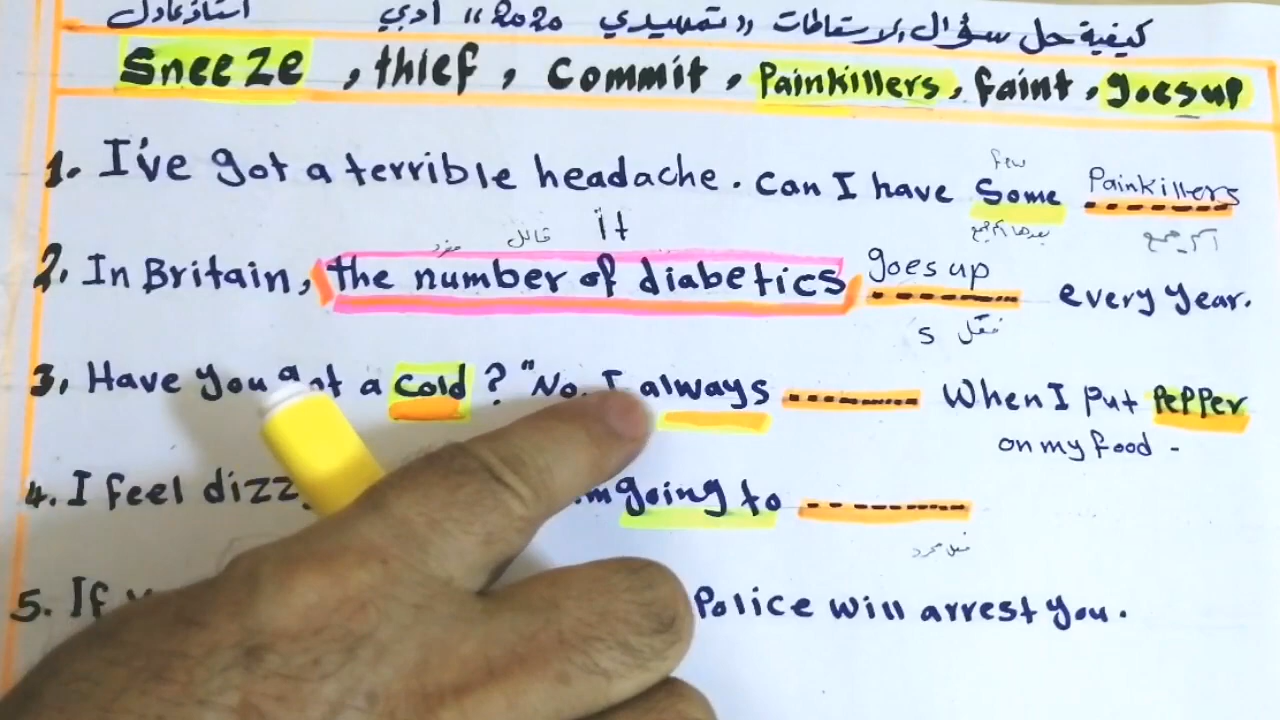 كيفية حل سؤال الاسقاطات "تمهيدي 2020" ادبي استاذ عادل
Sneeze , thief , Commit , Painkillers , faint , goes up
few
1. I've got a terrible headache. Can I have Some Painkillers
بعدها اسم جمع اسم جمع
مفرد فاعل it
2. In Britain, the number of diabetics goes up every year.
فعل s
3, Have you got a cold ? "No, I always ------- When I put Pepper
on my food -
4. I feel going to -------
فعل مجرد
5. If Police will arrest you.